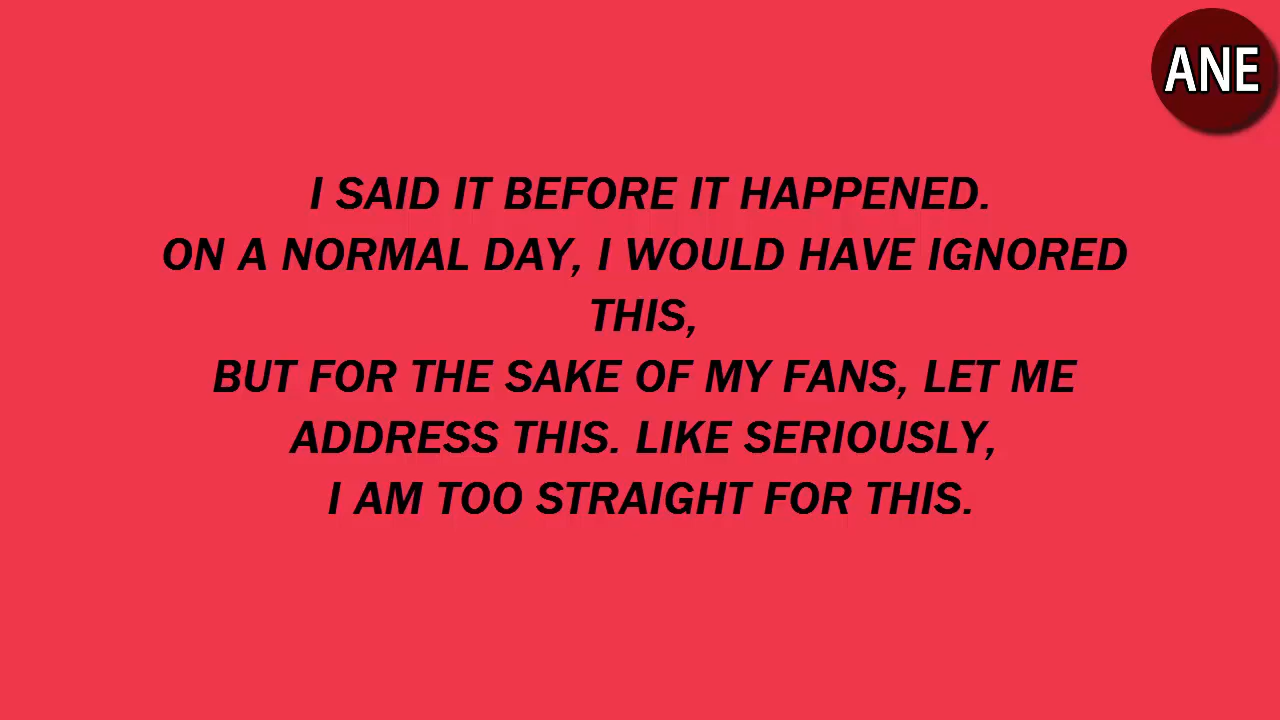 ANE
I SAID IT BEFORE IT HAPPENED.
ON A NORMAL DAY, I WOULD HAVE IGNORED
THIS,
BUT FOR THE SAKE OF MY FANS, LET ME
ADDRESS THIS. LIKE SERIOUSLY,
I AM TOO STRAIGHT FOR THIS.